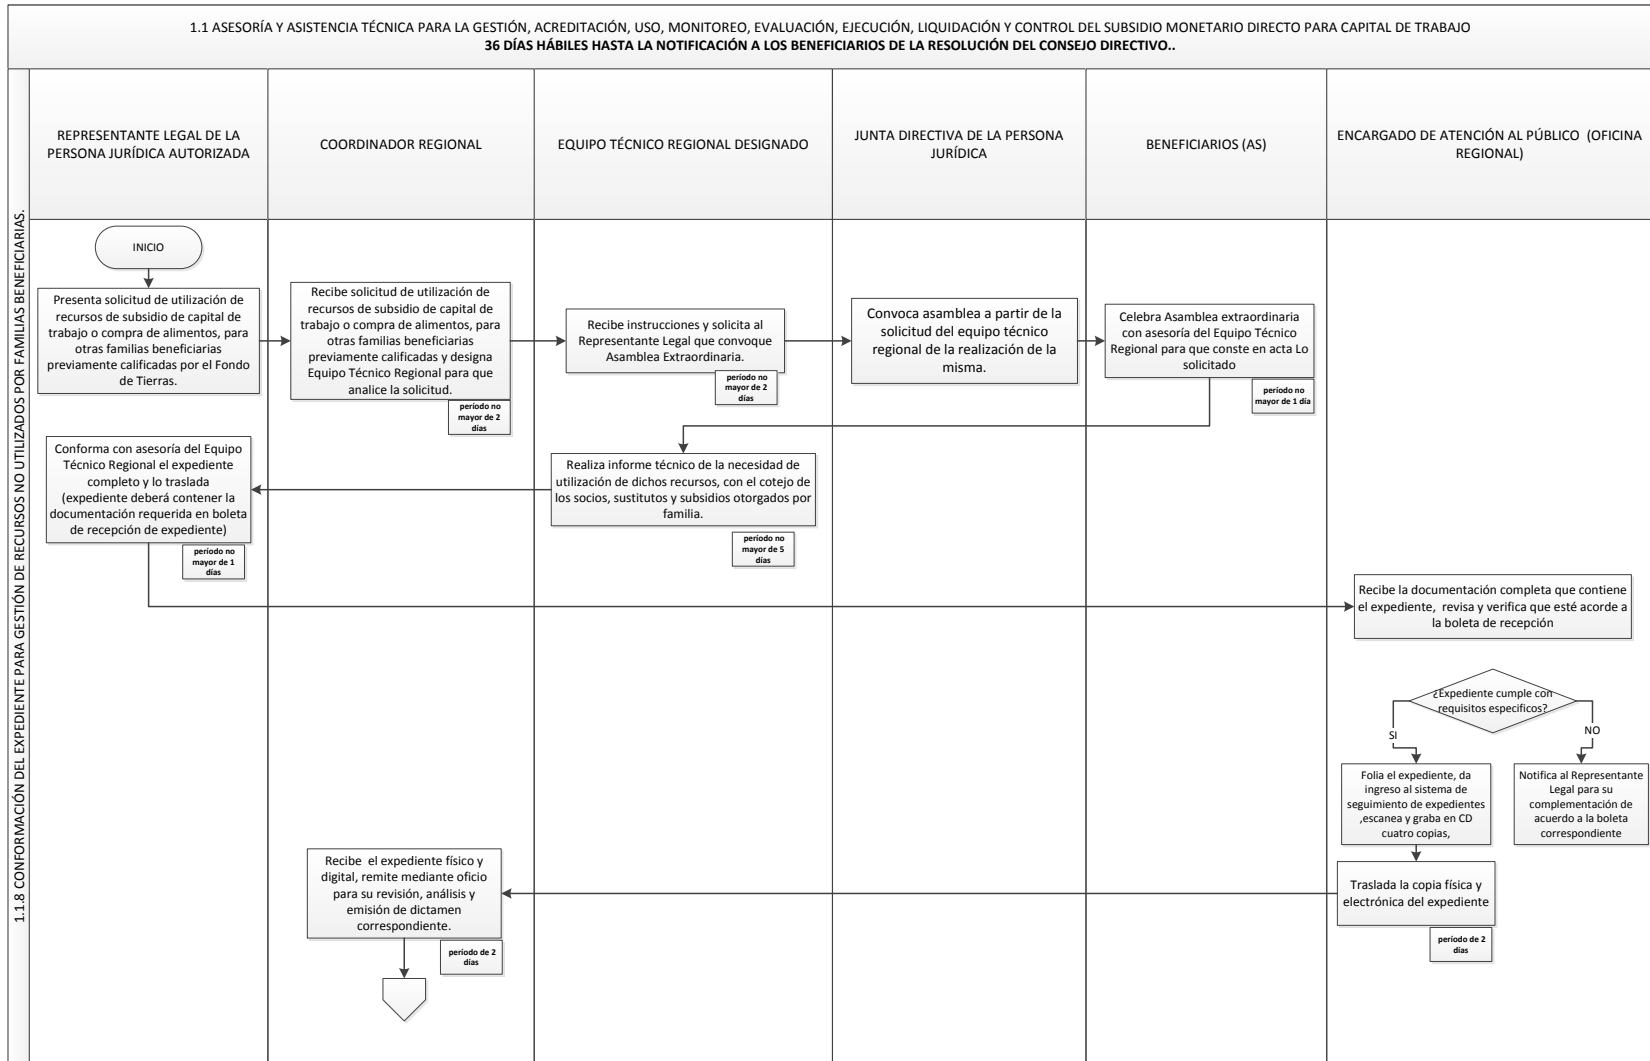 1.1 ASESORÍA Y ASISTENCIA TÉCNICA PARA LA GESTIÓN, ACREDITACIÓN, USO, MONITOREO, EVALUACIÓN, EJECUCIÓN, LIQUIDACIÓN Y CONTROL DEL SUBSIDIO MONETARIO DIRECTO PARA CAPITAL DE TRABAJO
36 DÍAS HÁBILES HASTA LA NOTIFICACIÓN A LOS BENEFICIARIOS DE LA RESOLUCIÓN DEL CONSEJO DIRECTIVO..
1.1.8 CONFORMACIÓN DEL EXPEDIENTE PARA GESTIÓN DE RECURSOS NO UTILIZADOS POR FAMILIAS BENEFICIARIAS.
REPRESENTANTE LEGAL DE LA
PERSONA JURÍDICA AUTORIZADA
COORDINADOR REGIONAL
EQUIPO TÉCNICO REGIONAL DESIGNADO
JUNTA DIRECTIVA DE LA PERSONA
JURÍDICA
BENEFICIARIOS (AS)
ENCARGADO DE ATENCIÓN AL PÚBLICO (OFICINA
REGIONAL)
INICIO
Presenta solicitud de utilización de
recursos de subsidio de capital de
trabajo o compra de alimentos, para
otras familias beneficiarias
previamente calificadas por el Fondo
de Tierras.
Recibe solicitud de utilización de
recursos de subsidio de capital de
trabajo o compra de alimentos, para
otras familias beneficiarias
previamente calificadas y designa
Equipo Técnico Regional para que
analice la solicitud.
período no
mayor de 2
días
Recibe instrucciones y solicita al
Representante Legal que convoque
Asamblea Extraordinaria.
período no
mayor de 2
días
Convoca asamblea a partir de la
solicitud del equipo técnico
regional de la realización de la
misma.
Celebra Asamblea extraordinaria
con asesoría del Equipo Técnico
Regional para que conste en acta Lo
solicitado
período no
mayor de 1 día
Realiza informe técnico de la necesidad de
utilización de dichos recursos, con el cotejo de
los socios, sustitutos y subsidios otorgados por
familia.
período no
mayor de 5
días
Conforma con asesoría del Equipo
Técnico Regional el expediente
completo y lo traslada
(expediente deberá contener la
documentación requerida en boleta
de recepción de expediente)
período no
mayor de 1
días
Recibe la documentación completa que contiene
el expediente, revisa y verifica que esté acorde a
la boleta de recepción
¿Expediente cumple con
requisitos especificos?
SI
NO
Folia el expediente, da
ingreso al sistema de
seguimiento de expedientes
,escanea y graba en CD
cuatro copias,
Notifica al Representante
Legal para su
complementación de
acuerdo a la boleta
correspondiente
Traslada la copia física y
electrónica del expediente
período de 2
días
Recibe el expediente físico y
digital, remite mediante oficio
para su revisión, análisis y
emisión de dictamen
correspondiente.
período de 2
días